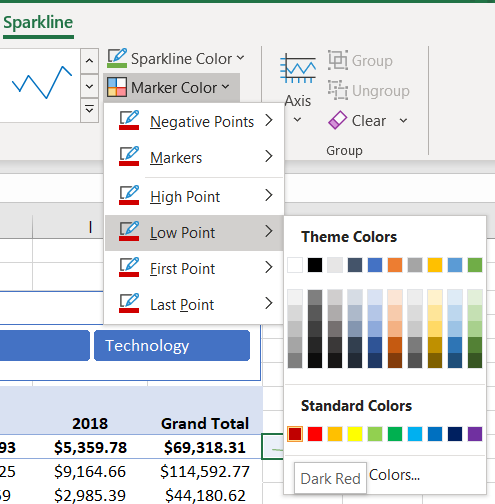 Sparkline
Sparkline Color
Marker Color
Axis
Group
Ungroup
Clear
Group
Negative Points
Markers
High Point
Low Point
First Point
Last Point
I
Theme Colors
Standard Colors
Dark Red
Colors...
Technology
2018 Grand Total
93 $5,359.78 $69,318.31
25 $9,164.66 $114,592.77
59 $2,985.39 $44,180.62